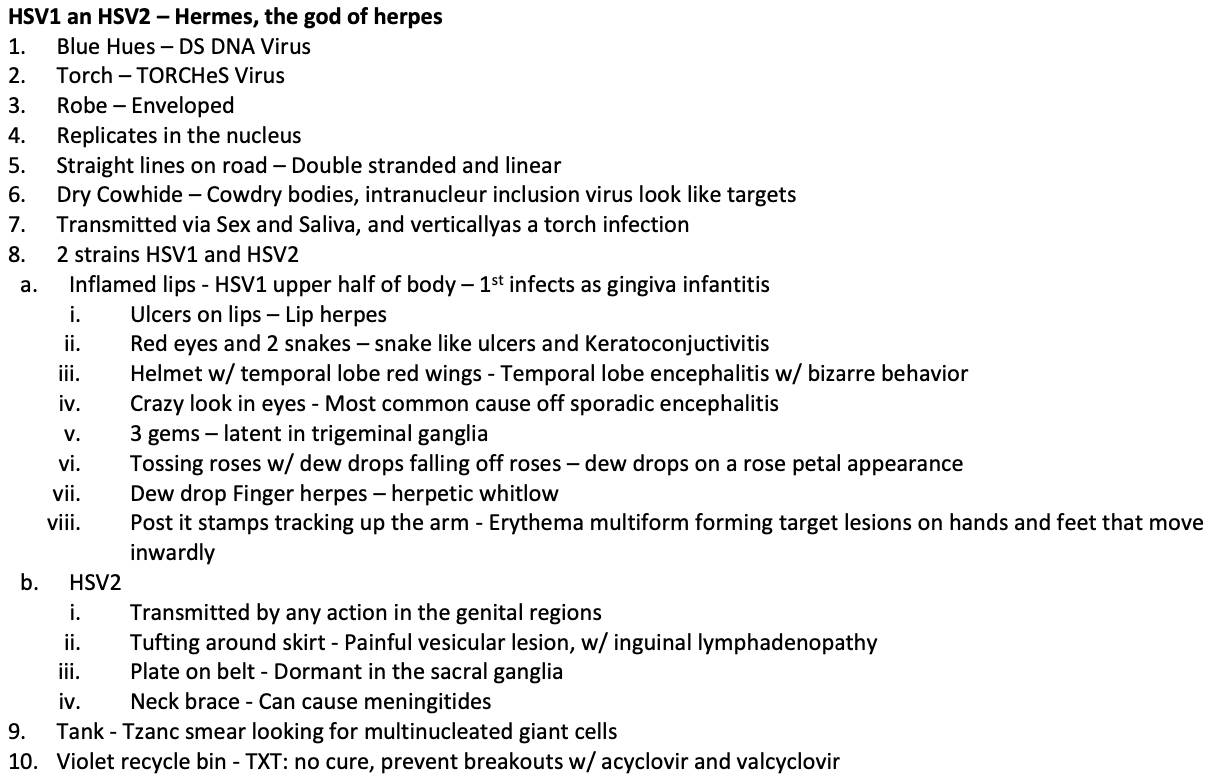 HSV1 an HSV2 – Hermes, the god of herpes
1. Blue Hues – DS DNA Virus
2. Torch – TORCHeS Virus
3. Robe – Enveloped
4. Replicates in the nucleus
5. Straight lines on road – Double stranded and linear
6. Dry Cowhide – Cowdry bodies, intranucleur inclusion virus look like targets
7. Transmitted via Sex and Saliva, and verticallyas a torch infection
8. 2 strains HSV1 and HSV2
a. Inflamed lips - HSV1 upper half of body – 1st infects as gingiva infantitis
i. Ulcers on lips – Lip herpes
ii. Red eyes and 2 snakes – snake like ulcers and Keratoconjuctivitis
iii. Helmet w/ temporal lobe red wings - Temporal lobe encephalitis w/ bizarre behavior
iv. Crazy look in eyes - Most common cause off sporadic encephalitis
v. 3 gems – latent in trigeminal ganglia
vi. Tossing roses w/ dew drops falling off roses – dew drops on a rose petal appearance
vii. Dew drop Finger herpes – herpetic whitlow
viii. Post it stamps tracking up the arm - Erythema multiform forming target lesions on hands and feet that move
inwardly
b. HSV2
i. Transmitted by any action in the genital regions
ii. Tufting around skirt - Painful vesicular lesion, w/ inguinal lymphadenopathy
iii. Plate on belt - Dormant in the sacral ganglia
iv. Neck brace - Can cause meningitides
9. Tank - Tzanc smear looking for multinucleated giant cells
10. Violet recycle bin - TXT: no cure, prevent breakouts w/ acyclovir and valcyclovir